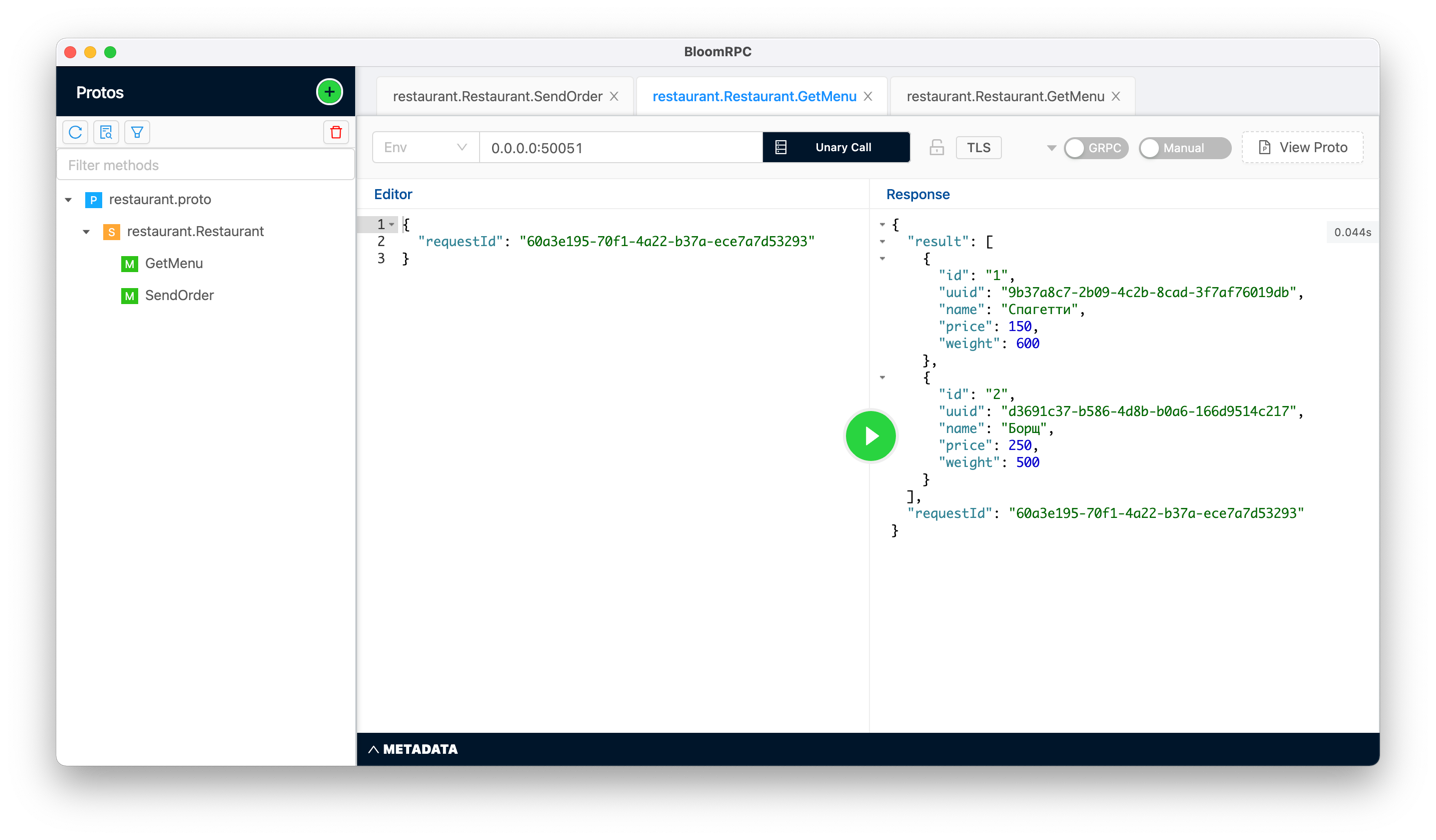 BloomRPC
Protos
Filter methods
P restaurant.proto
S restaurant.Restaurant
M GetMenu
M SendOrder
restaurant.Restaurant.SendOrder
restaurant.Restaurant.GetMenu
restaurant.Restaurant.GetMenu
Env
0.0.0.0:50051
Unary Call
TLS
GRPC
Manual
View Proto
Editor
1 {
2 "requestId": "60a3e195-70f1-4a22-b37a-ece7a7d53293"
3 }
Response
0.044s
{
"result": [
{
"id": "1",
"uuid": "9b37a8c7-2b09-4c2b-8cad-3f7af76019db",
"name": "Спагетти",
"price": 150,
"weight": 600
},
{
"id": "2",
"uuid": "d3691c37-b586-4d8b-b0a6-166d9514c217",
"name": "Борщ",
"price": 250,
"weight": 500
}
],
"requestId": "60a3e195-70f1-4a22-b37a-ece7a7d53293"
}
METADATA